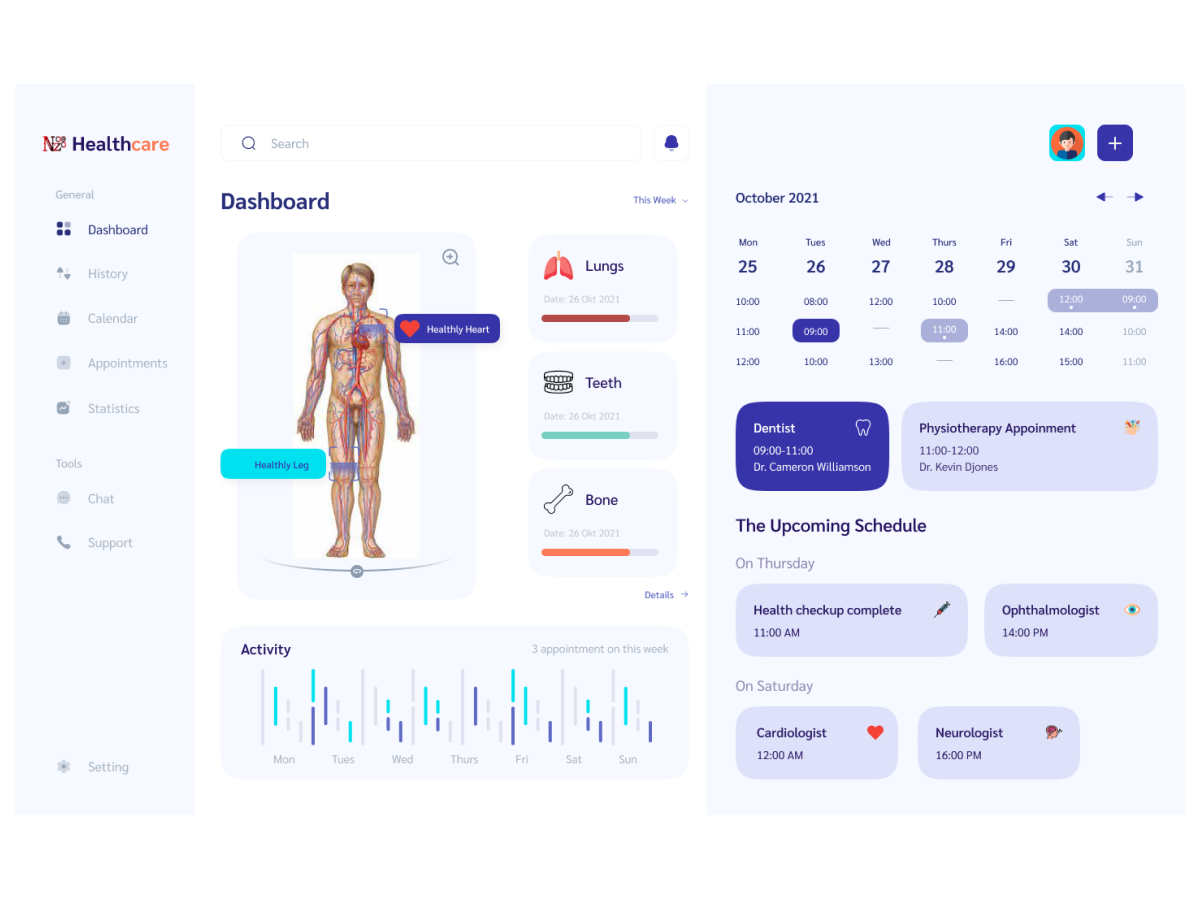 Healthcare
General
Dashboard
History
Calendar
Appointments
Statistics
Tools
Chat
Support
Setting
Search
Dashboard
This Week
Healthly Heart
Healthly Leg
Lungs
Date: 26 Okt 2021
Teeth
Date: 26 Okt 2021
Bone
Date: 26 Okt 2021
Details
Activity
3 appointment on this week
Mon Tues Wed Thurs Fri Sat Sun
October 2021
Mon Tues Wed Thurs Fri Sat Sun
25 26 27 28 29 30 31
10:00 08:00 12:00 10:00 — 12:00 09:00
11:00 09:00 — 11:00 14:00 14:00 10:00
12:00 10:00 13:00 — 16:00 15:00 11:00
Dentist
09:00-11:00
Dr. Cameron Williamson
Physiotherapy Appoinment
11:00-12:00
Dr. Kevin Djones
The Upcoming Schedule
On Thursday
Health checkup complete
11:00 AM
Ophthalmologist
14:00 PM
On Saturday
Cardiologist
12:00 AM
Neurologist
16:00 PM